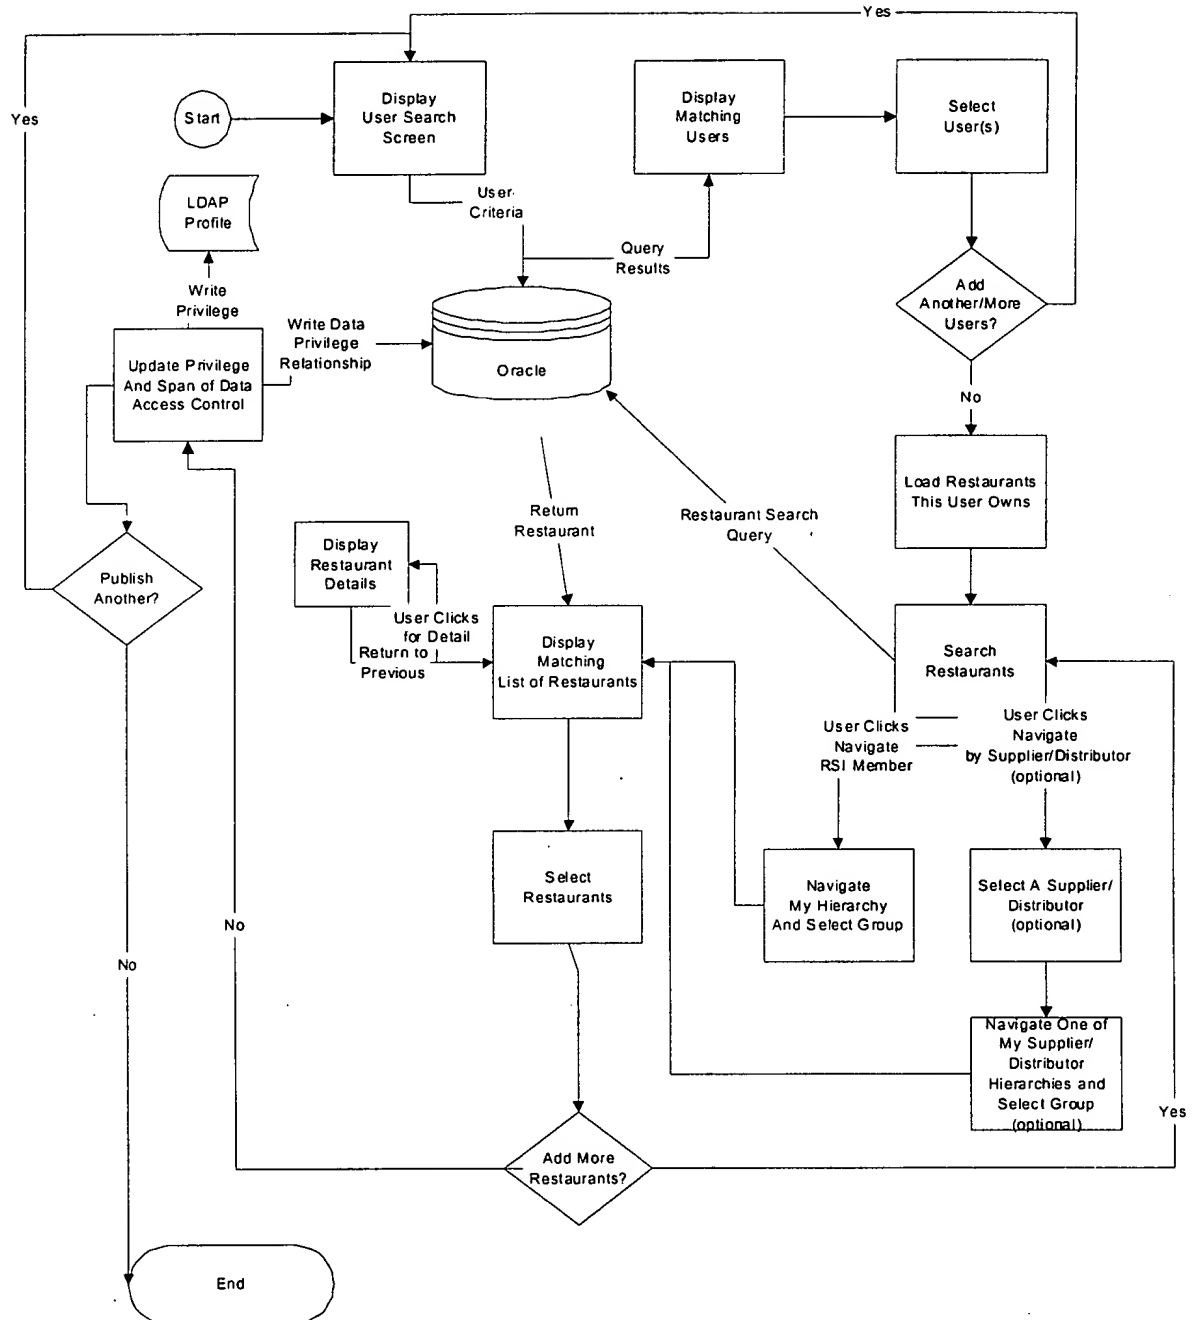 Yes
Yes
Start
Display
User Search
Screen
Display
Matching
Users
Select
User(s)
LDAP
Profile
User
Criteria
Query
Results
Add
Another/More
Users?
Write
Privilege
Write Data
Privilege
Relationship
Oracle
Update Privilege
And Span of Data
Access Control
No
Load Restaurants
This User Owns
Return
Restaurant
Restaurant Search
Query
Display
Restaurant
Details
Publish
Another?
User Clicks
for Detail
Return to
Previous
Display
Matching
List of Restaurants
Search
Restaurants
User Clicks
Navigate
RSI Member
User Clicks
Navigate
by Supplier/Distributor
(optional)
Select
Restaurants
Navigate
My Hierarchy
And Select Group
Select A Supplier/
Distributor
(optional)
No
No
Navigate One of
My Supplier/
Distributor
Hierarchies and
Select Group
(optional)
Yes
Add More
Restaurants?
End